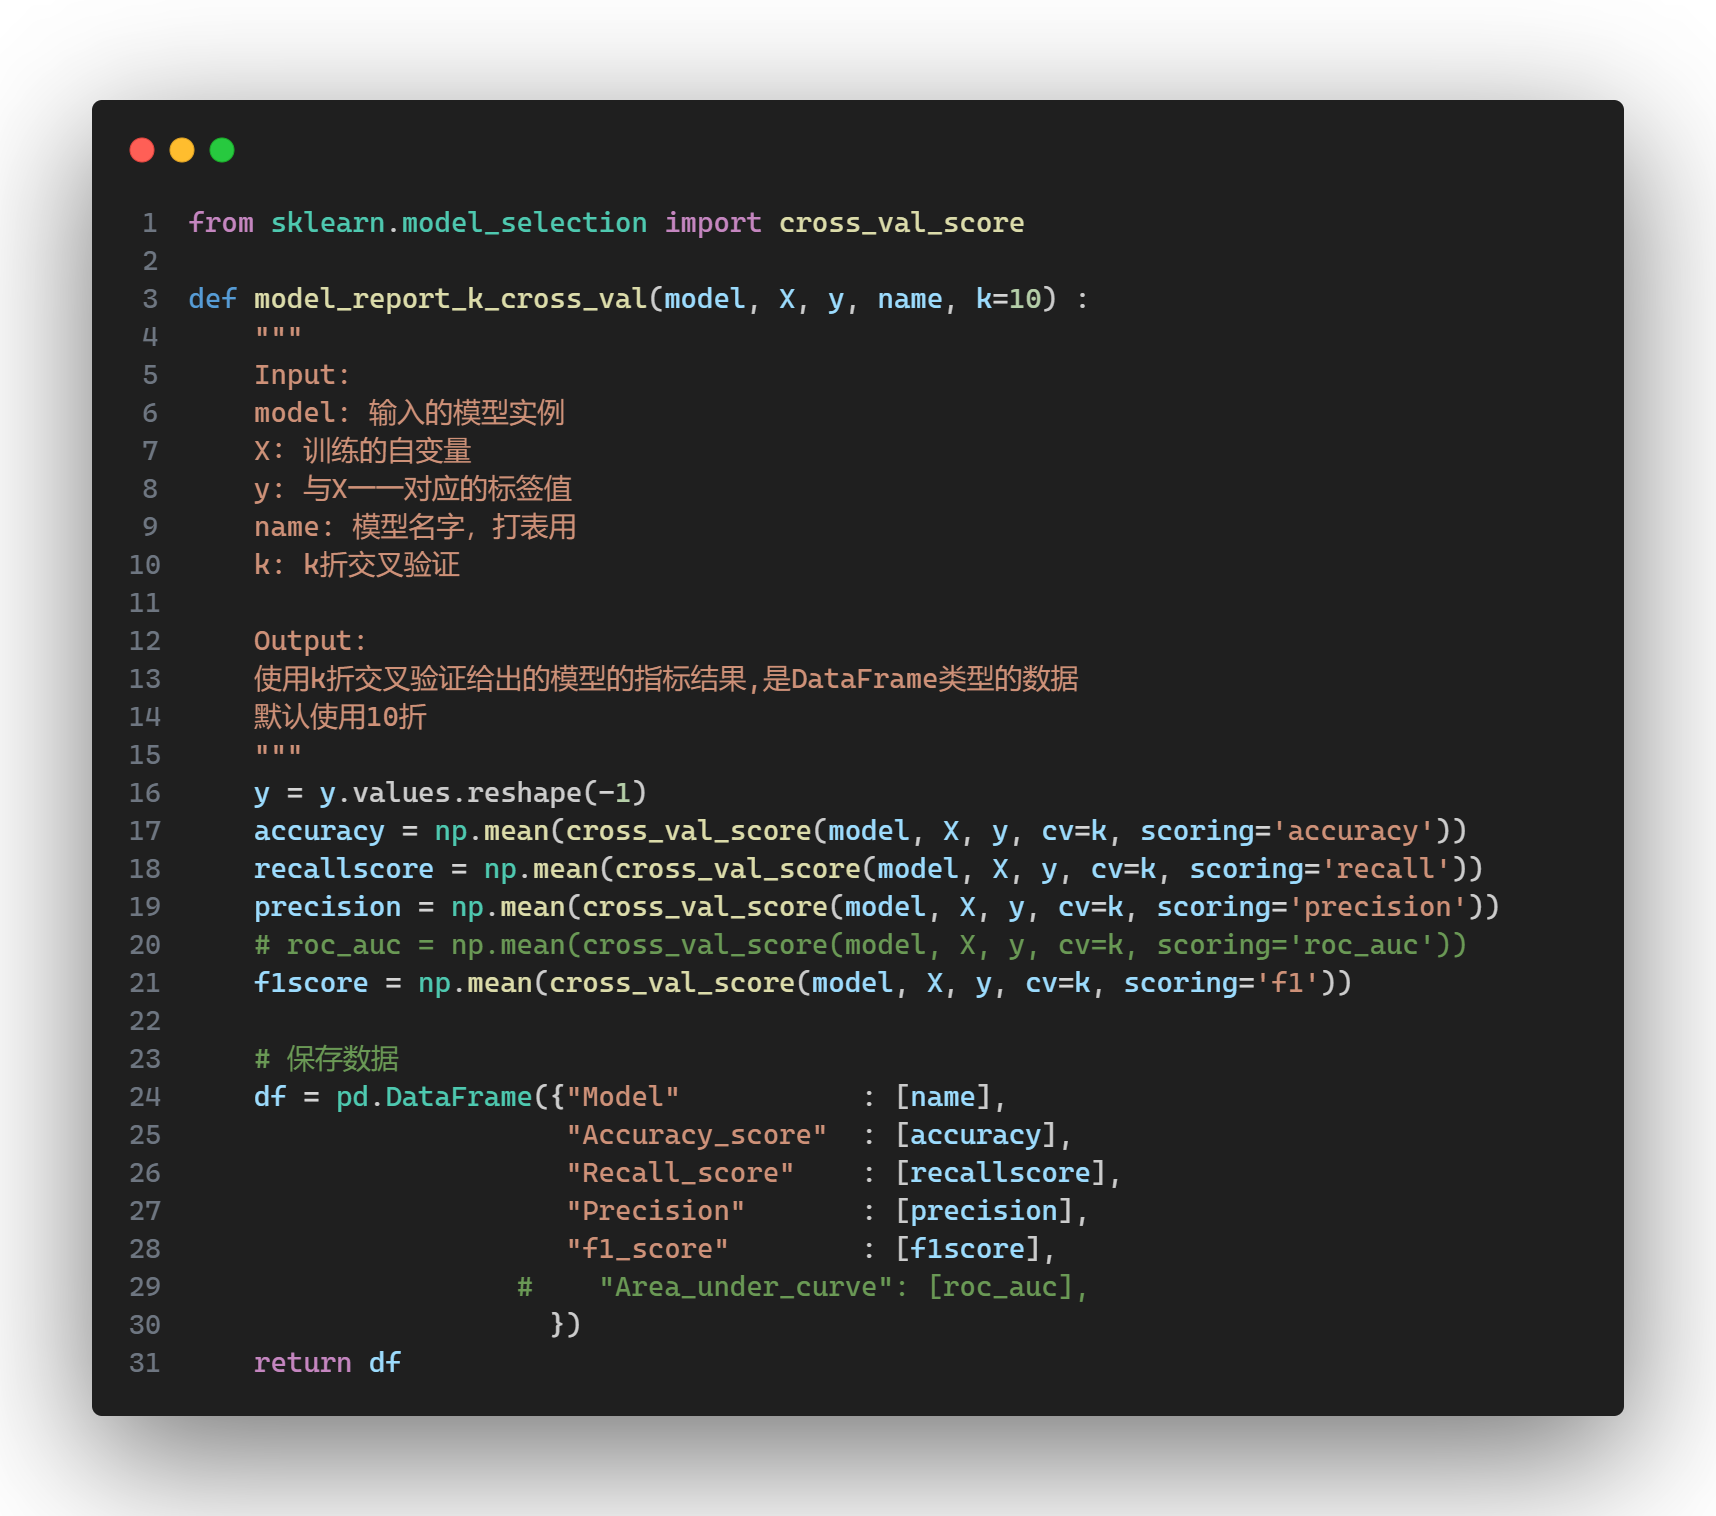 1 from sklearn.model_selection import cross_val_score
2
3 def model_report_k_cross_val(model, X, y, name, k=10) :
4     """
5     Input:
6     model: 输入的模型实例
7     X: 训练的自变量
8     y: 与X一一对应的标签值
9     name: 模型名字, 打表用
10     k: k折交叉验证
11
12     Output:
13     使用k折交叉验证给出的模型的指标结果,是DataFrame类型的数据
14     默认使用10折
15     """
16     y = y.values.reshape(-1)
17     accuracy = np.mean(cross_val_score(model, X, y, cv=k, scoring='accuracy'))
18     recallscore = np.mean(cross_val_score(model, X, y, cv=k, scoring='recall'))
19     precision = np.mean(cross_val_score(model, X, y, cv=k, scoring='precision'))
20     # roc_auc = np.mean(cross_val_score(model, X, y, cv=k, scoring='roc_auc'))
21     f1score = np.mean(cross_val_score(model, X, y, cv=k, scoring='f1'))
22
23     # 保存数据
24     df = pd.DataFrame({"Model"           : [name],
25                        "Accuracy_score"  : [accuracy],
26                        "Recall_score"    : [recallscore],
27                        "Precision"       : [precision],
28                        "f1_score"        : [f1score],
29                     #    "Area_under_curve": [roc_auc],
30                       })
31     return df